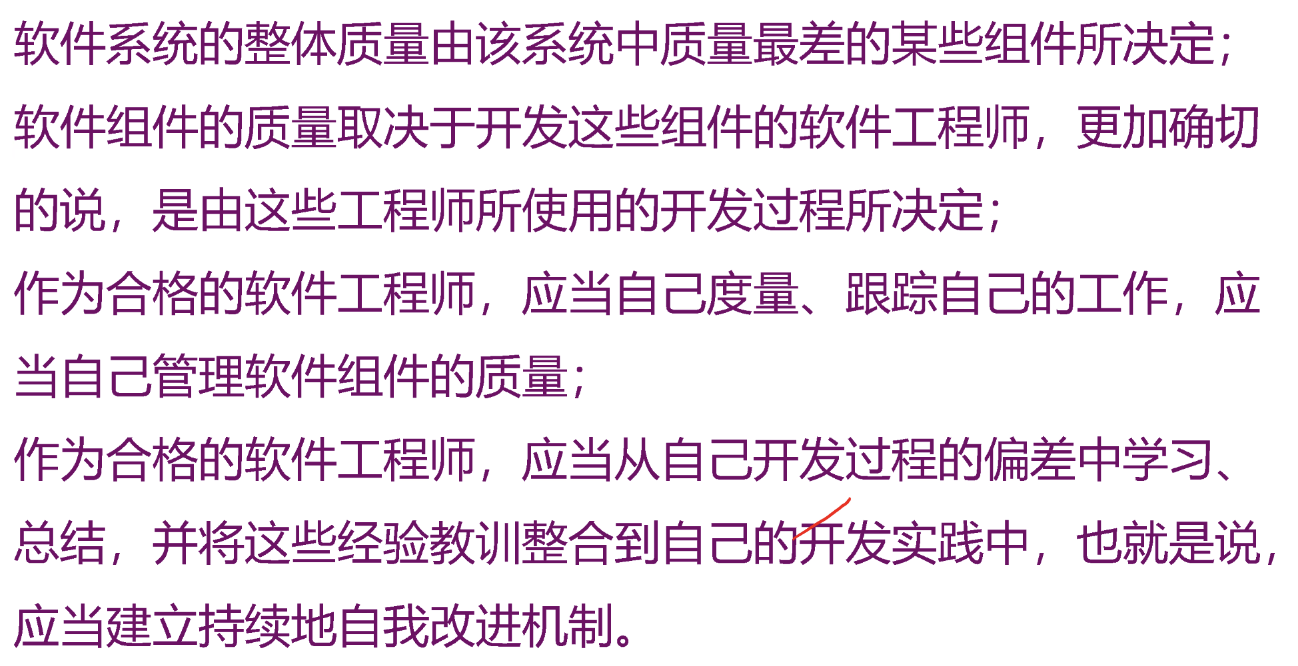 软件系统的整体质量由该系统中质量最差的某些组件所决定；
软件组件的质量取决于开发这些组件的软件工程师，更加确切
的说，是由这些工程师所使用的开发过程所决定；
作为合格的软件工程师，应当自己度量、跟踪自己的工作，应
当自己管理软件组件的质量；
作为合格的软件工程师，应当从自己开发过程的偏差中学习、
总结，并将这些经验教训整合到自己的开发实践中，也就是说，
应当建立持续地自我改进机制。